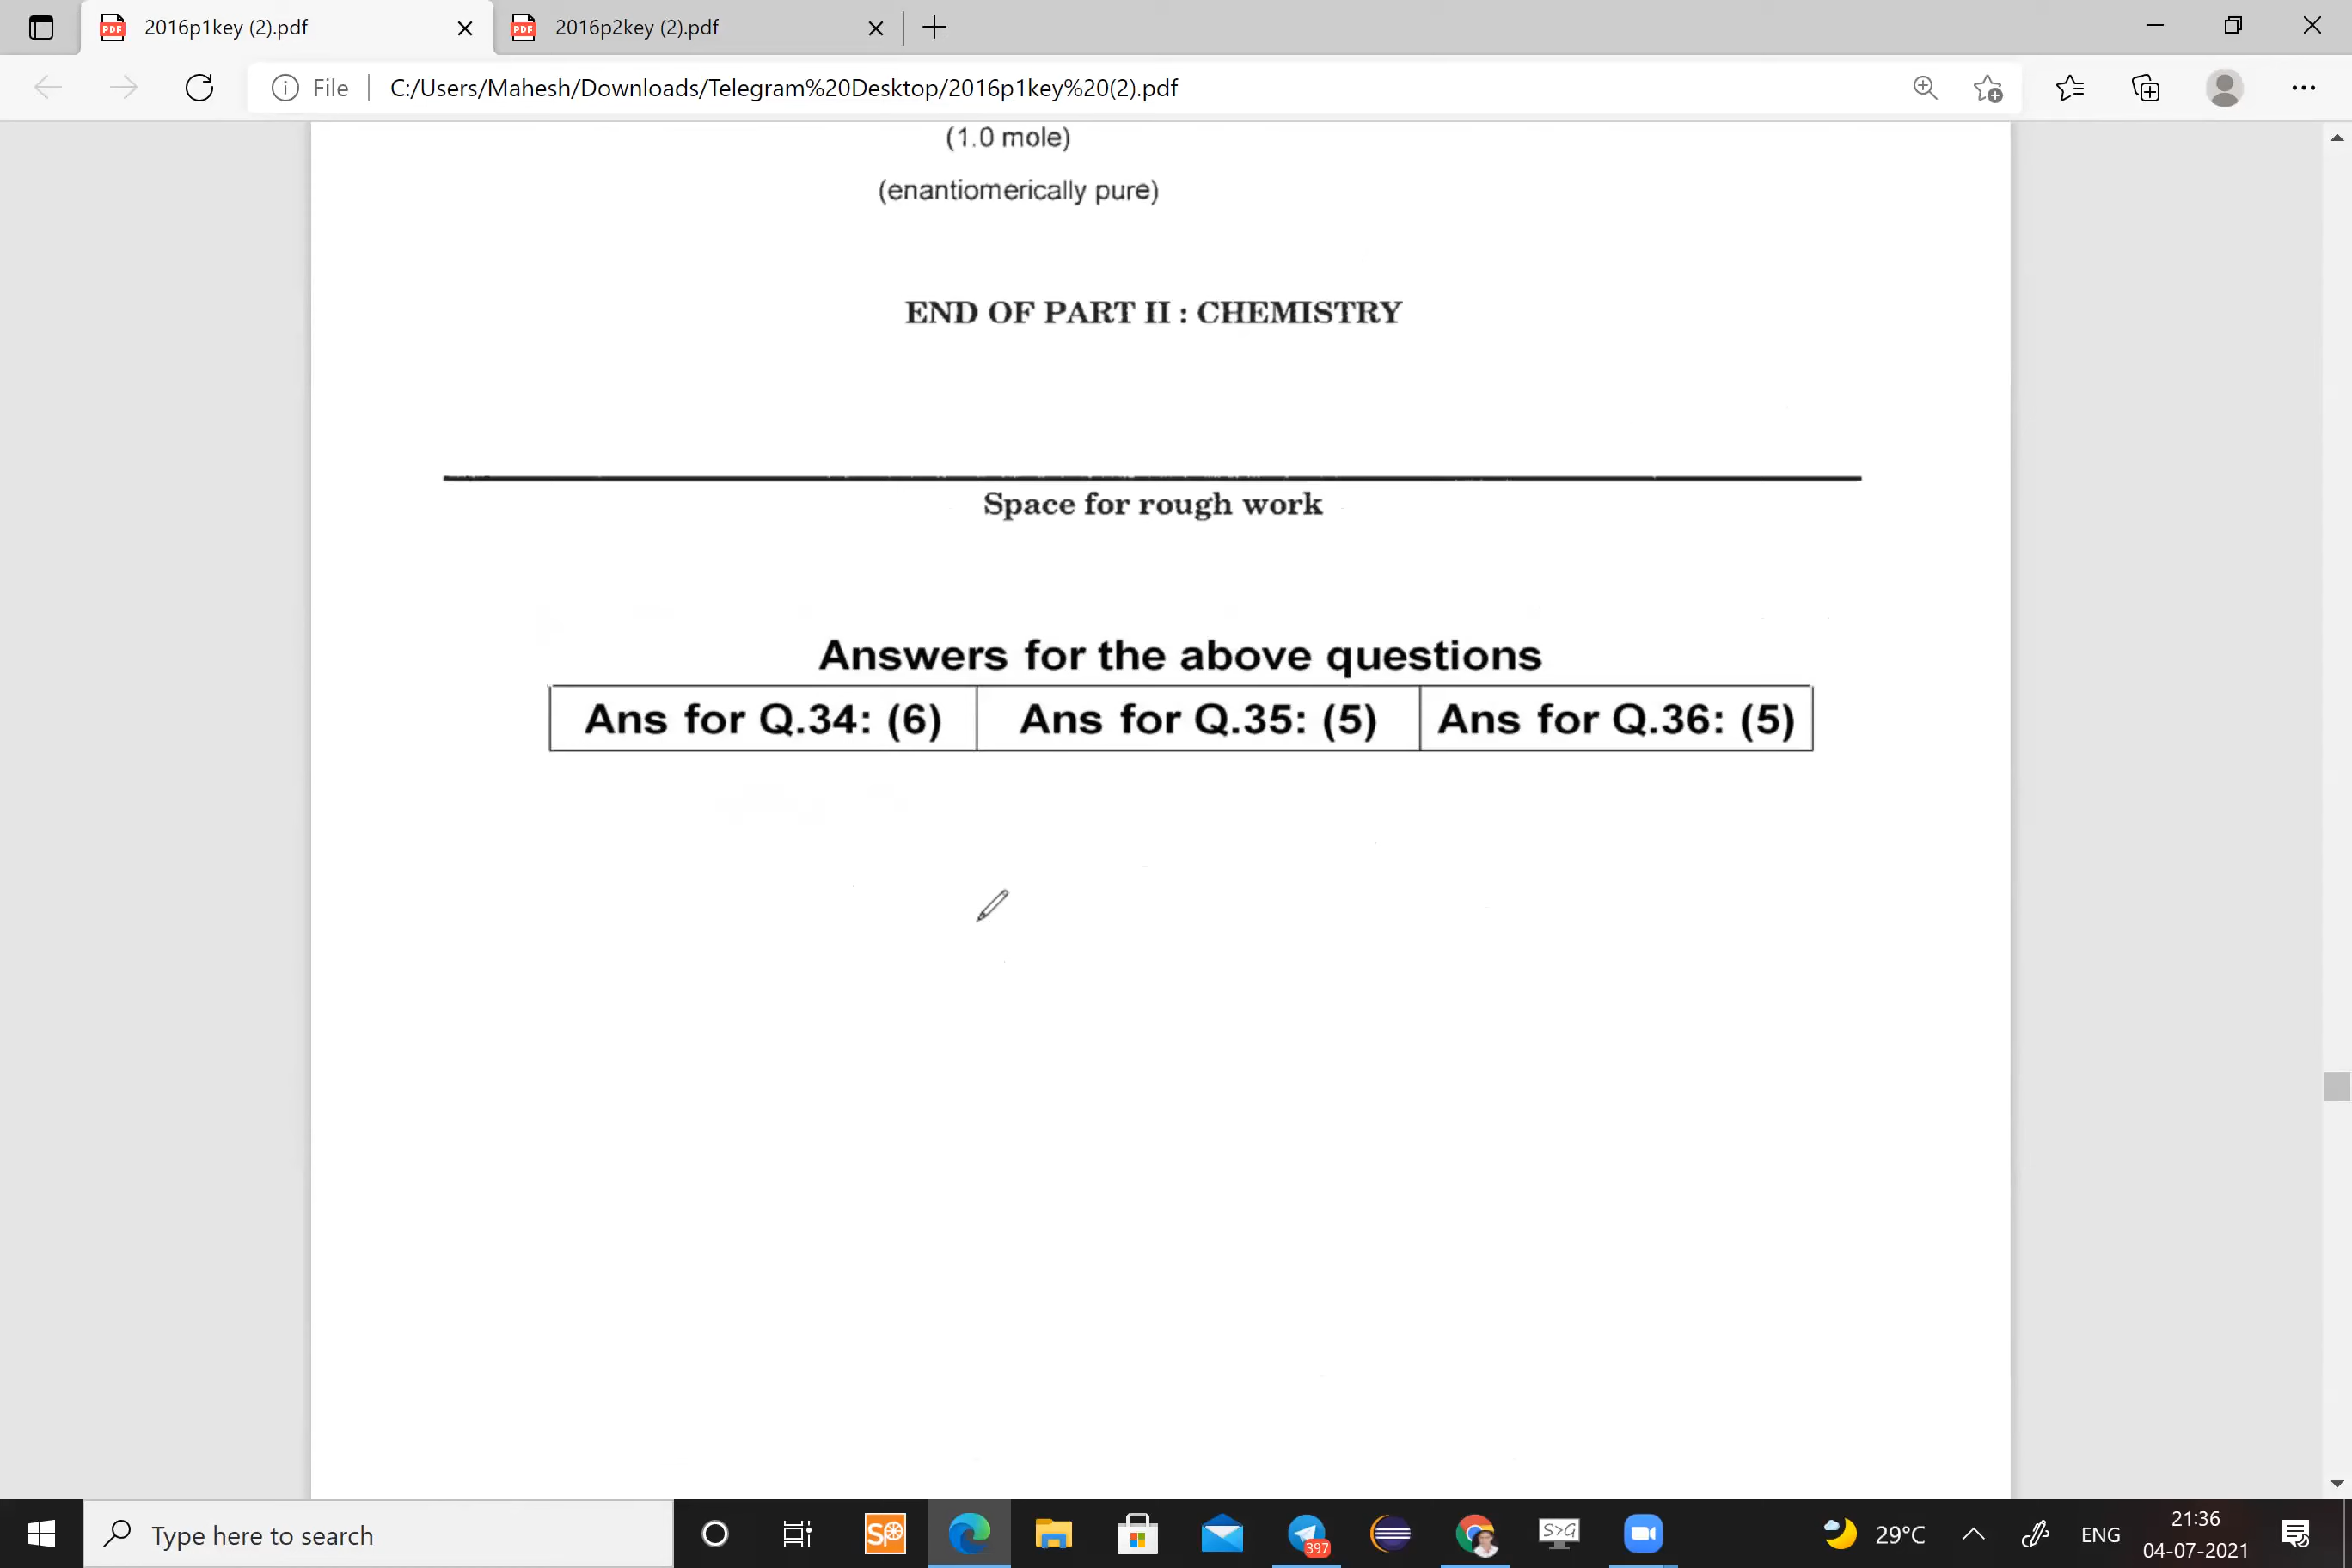 2016p1key (2).pdf
2016p2key (2).pdf
File
C:/Users/Mahesh/Downloads/Telegram%20Desktop/2016p1key%20(2).pdf
(1.0 mole)
(enantiomerically pure)
END OF PART II : CHEMISTRY
Space for rough work
Answers for the above questions
Ans for Q.34: (6) Ans for Q.35: (5) Ans for Q.36: (5)
Type here to search
SP
397
S>G
29°C
ENG
21:36
04-07-2021